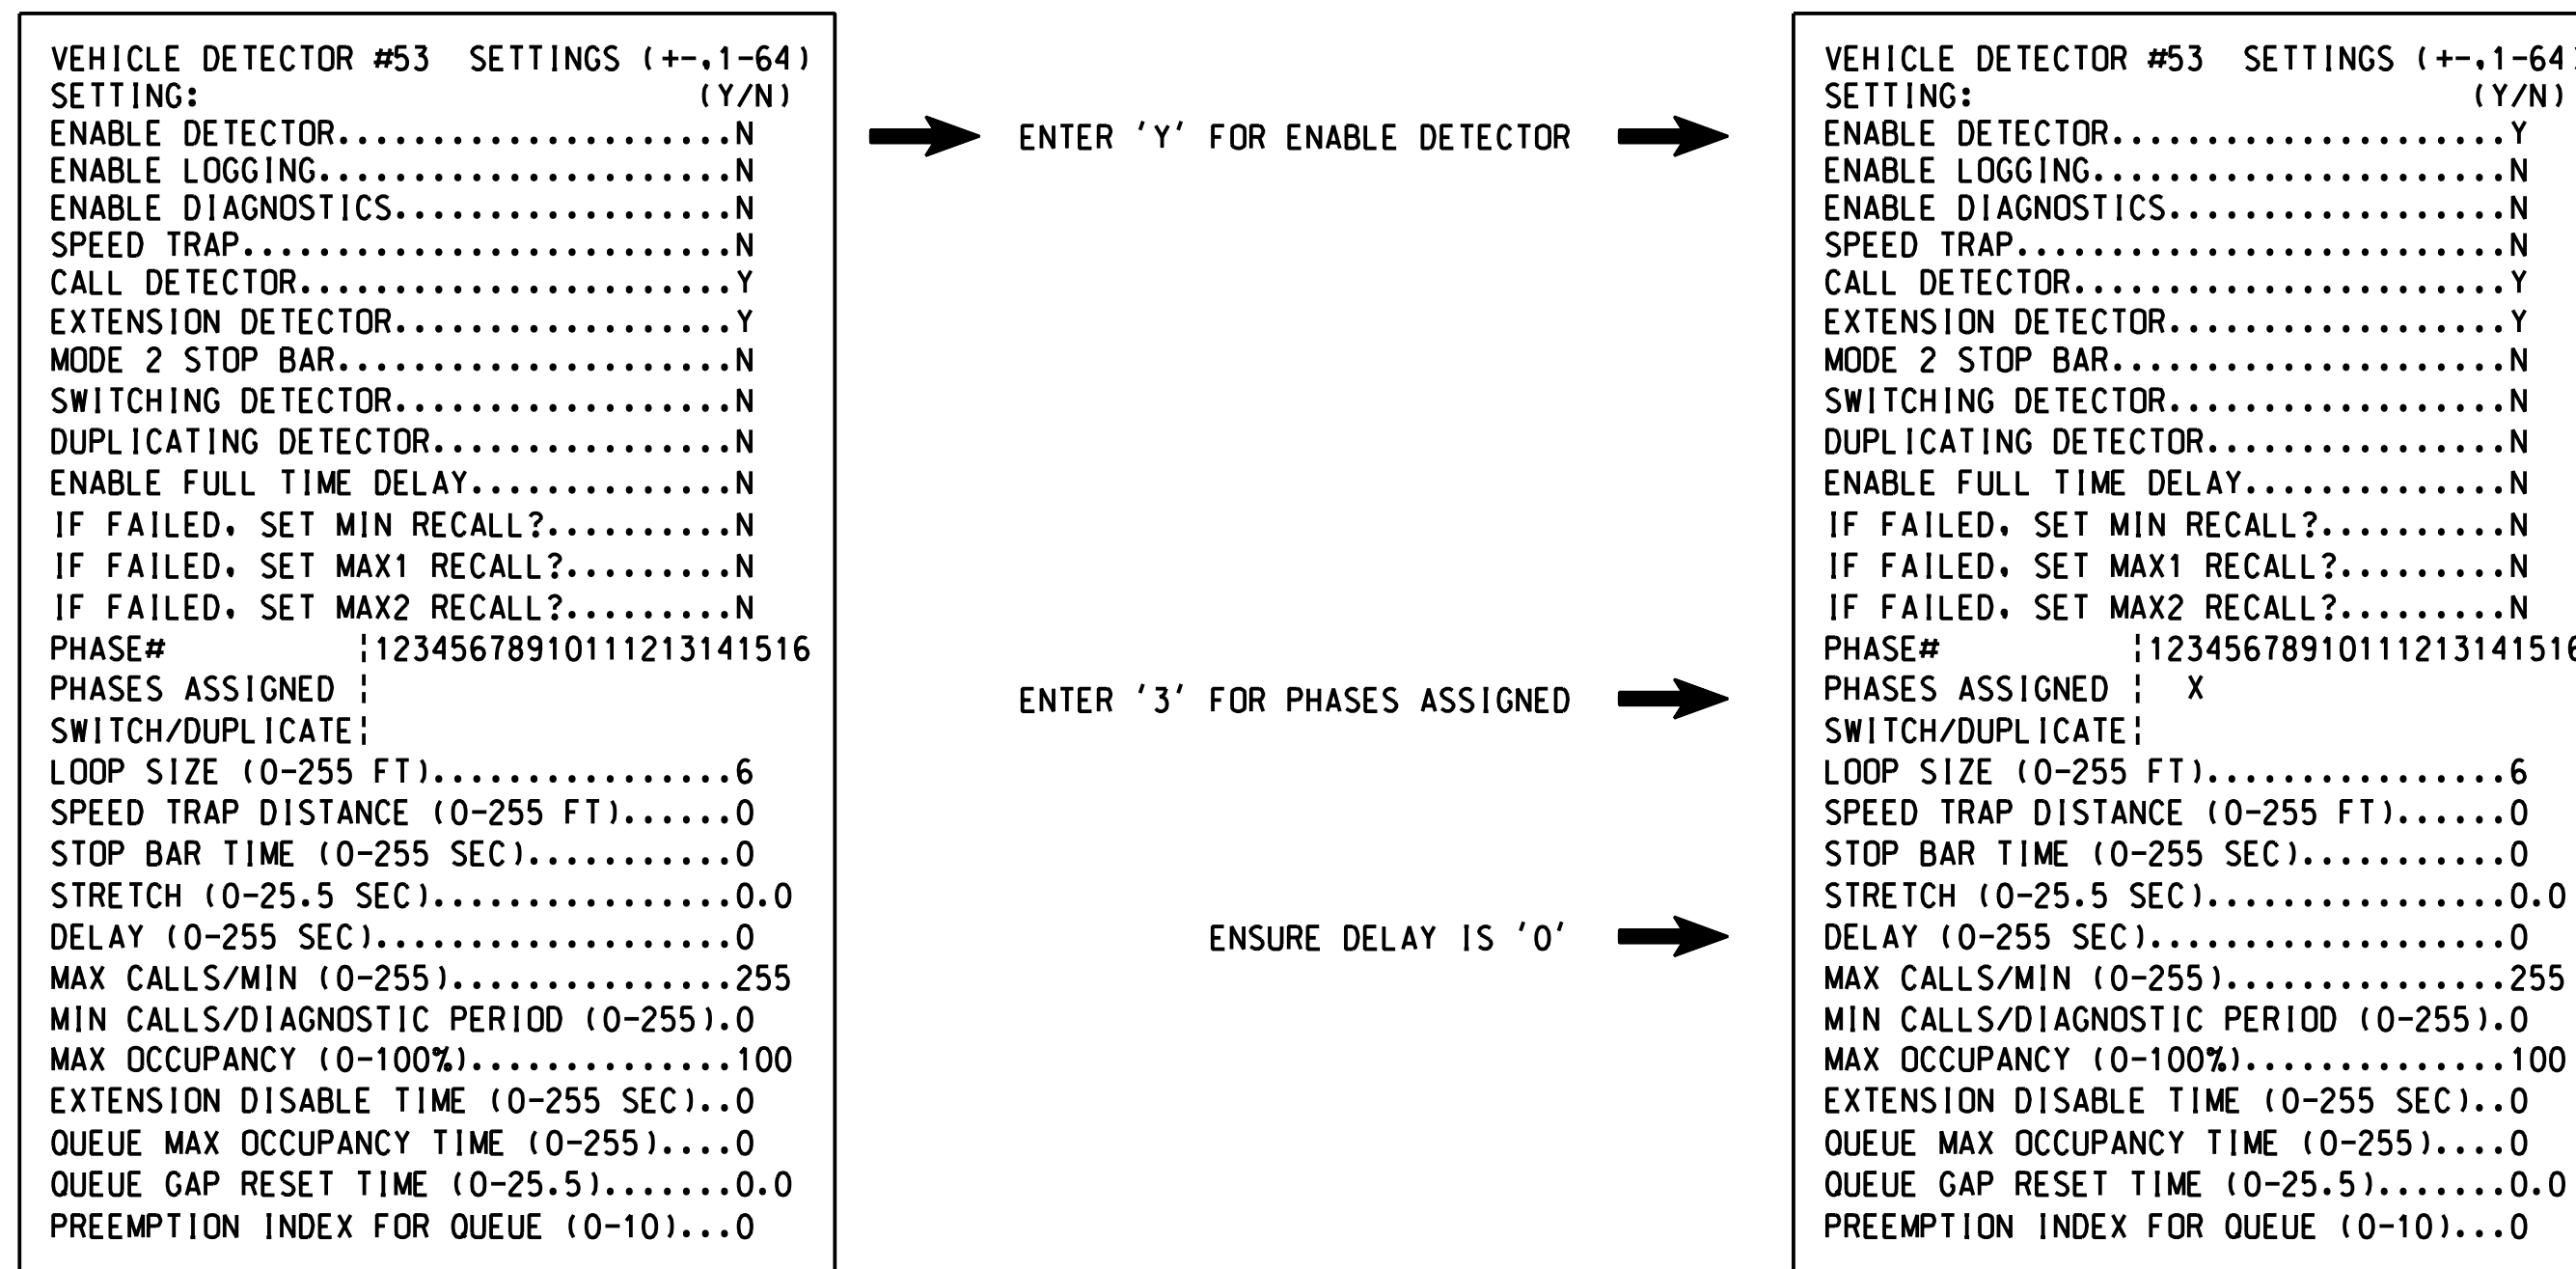 VEHICLE DETECTOR #53 SETTINGS (+-,1-64)
SETTING: (Y/N)
ENABLE DETECTOR.....................N
ENABLE LOGGING......................N
ENABLE DIAGNOSTICS..................N
SPEED TRAP..........................N
CALL DETECTOR.......................Y
EXTENSION DETECTOR..................Y
MODE 2 STOP BAR.....................N
SWITCHING DETECTOR..................N
DUPLICATING DETECTOR................N
ENABLE FULL TIME DELAY..............N
IF FAILED, SET MIN RECALL?..........N
IF FAILED, SET MAX1 RECALL?.........N
IF FAILED, SET MAX2 RECALL?.........N
PHASE# ¦12345678910111213141516
PHASES ASSIGNED ¦
SWITCH/DUPLICATE¦
LOOP SIZE (0-255 FT)................6
SPEED TRAP DISTANCE (0-255 FT)......0
STOP BAR TIME (0-255 SEC)...........0
STRETCH (0-25.5 SEC)................0.0
DELAY (0-255 SEC)...................0
MAX CALLS/MIN (0-255)...............255
MIN CALLS/DIAGNOSTIC PERIOD (0-255).0
MAX OCCUPANCY (0-100%)..............100
EXTENSION DISABLE TIME (0-255 SEC)..0
QUEUE MAX OCCUPANCY TIME (0-255)....0
QUEUE GAP RESET TIME (0-25.5).......0.0
PREEMPTION INDEX FOR QUEUE (0-10)...0
ENTER 'Y' FOR ENABLE DETECTOR
ENTER '3' FOR PHASES ASSIGNED
ENSURE DELAY IS '0'
VEHICLE DETECTOR #53 SETTINGS (+-,1-64)
SETTING: (Y/N)
ENABLE DETECTOR.....................Y
ENABLE LOGGING......................N
ENABLE DIAGNOSTICS..................N
SPEED TRAP..........................N
CALL DETECTOR.......................Y
EXTENSION DETECTOR..................Y
MODE 2 STOP BAR.....................N
SWITCHING DETECTOR..................N
DUPLICATING DETECTOR................N
ENABLE FULL TIME DELAY..............N
IF FAILED, SET MIN RECALL?..........N
IF FAILED, SET MAX1 RECALL?.........N
IF FAILED, SET MAX2 RECALL?.........N
PHASE# ¦12345678910111213141516
PHASES ASSIGNED ¦ X
SWITCH/DUPLICATE¦
LOOP SIZE (0-255 FT)................6
SPEED TRAP DISTANCE (0-255 FT)......0
STOP BAR TIME (0-255 SEC)...........0
STRETCH (0-25.5 SEC)................0.0
DELAY (0-255 SEC)...................0
MAX CALLS/MIN (0-255)...............255
MIN CALLS/DIAGNOSTIC PERIOD (0-255).0
MAX OCCUPANCY (0-100%)..............100
EXTENSION DISABLE TIME (0-255 SEC)..0
QUEUE MAX OCCUPANCY TIME (0-255)....0
QUEUE GAP RESET TIME (0-25.5).......0.0
PREEMPTION INDEX FOR QUEUE (0-10)...0